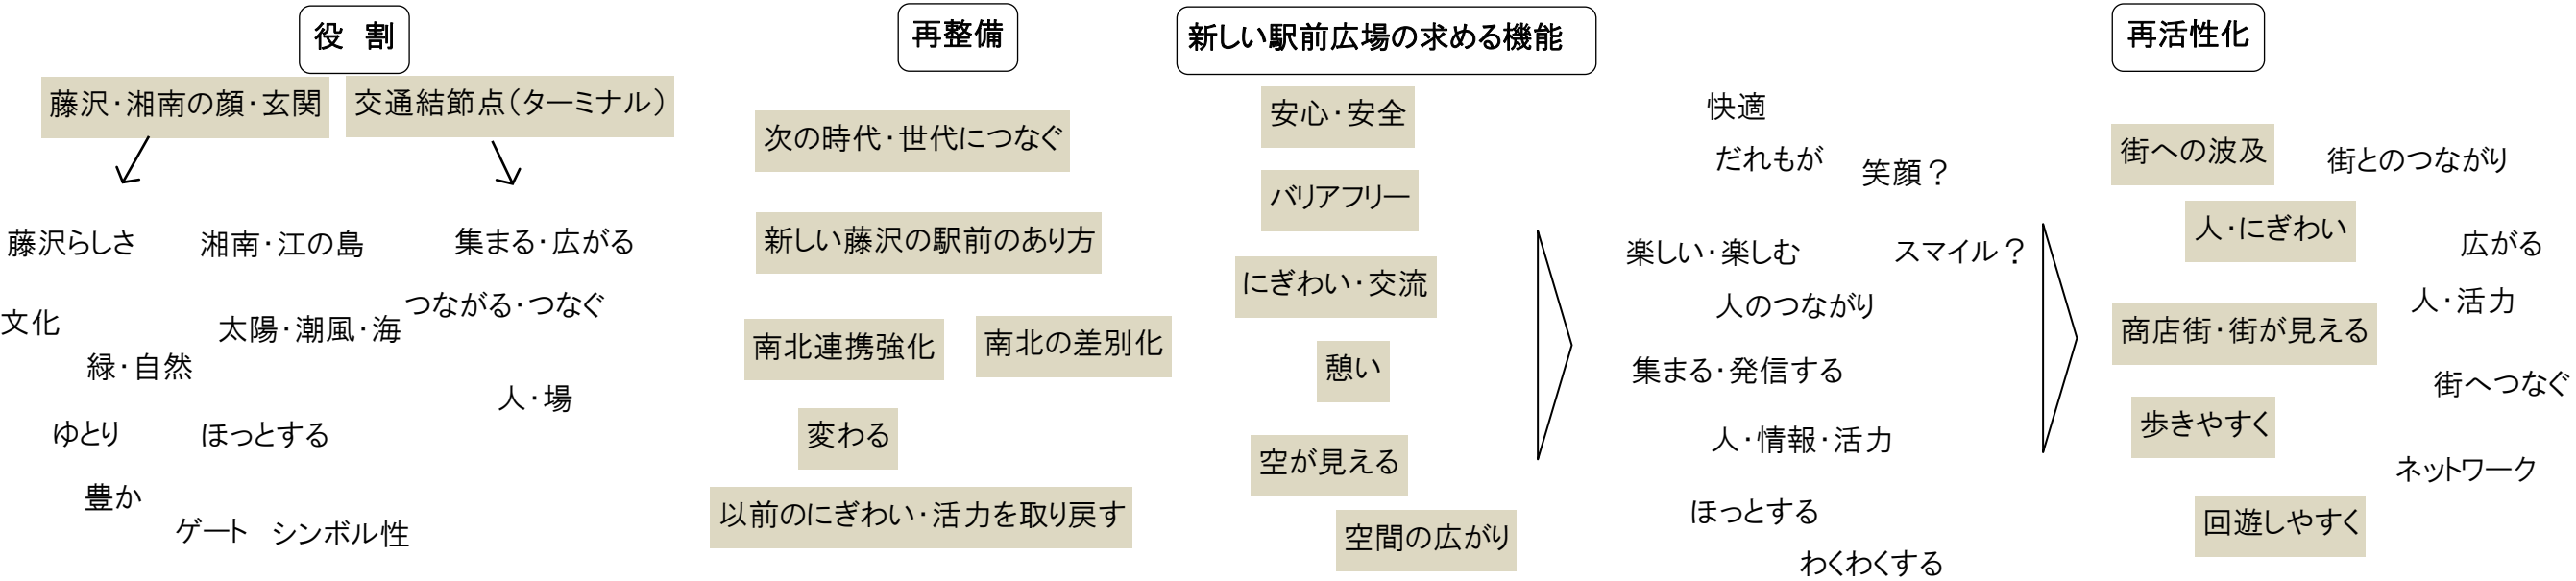 役 割
藤沢・湘南の顔・玄関
交通結節点(ターミナル)
藤沢らしさ
湘南・江の島
集まる・広がる
つながる・つなぐ
文化
太陽・潮風・海
緑・自然
人・場
ゆとり
ほっとする
豊か
ゲート
シンボル性
再整備
次の時代・世代につなぐ
新しい藤沢の駅前のあり方
南北連携強化
南北の差別化
変わる
以前のにぎわい・活力を取り戻す
新しい駅前広場の求める機能
安心・安全
バリアフリー
にぎわい・交流
憩い
空が見える
空間の広がり
快適
だれもが
笑顔?
楽しい・楽しむ
スマイル?
人のつながり
集まる・発信する
人・情報・活力
ほっとする
わくわくする
再活性化
街への波及
街とのつながり
人・にぎわい
広がる
人・活力
商店街・街が見える
街へつなぐ
歩きやすく
ネットワーク
回遊しやすく